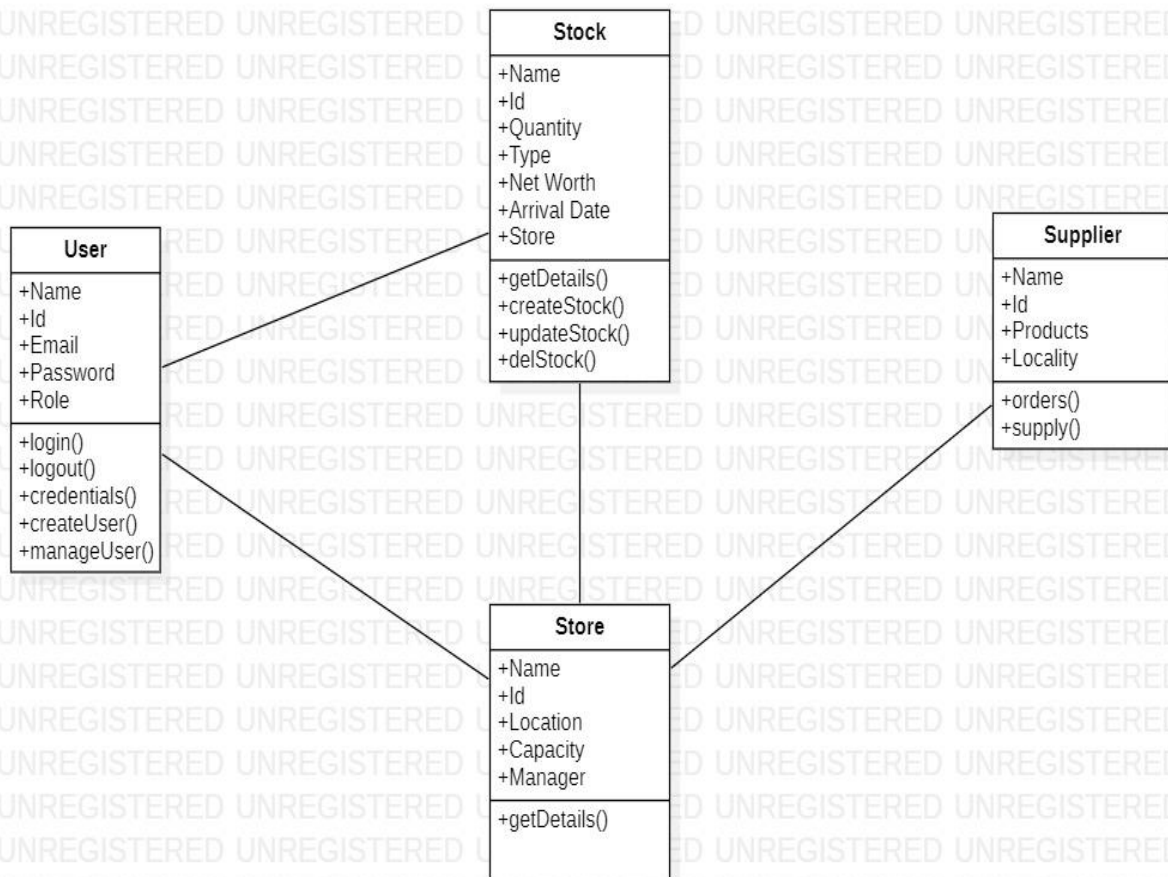 Stock
+Name
+Id
+Quantity
+Type
+Net Worth
+Arrival Date
+Store
+getDetails()
+createStock()
+updateStock()
+delStock()
User
+Name
+Id
+Email
+Password
+Role
+login()
+logout()
+credentials()
+createUser()
+manageUser()
Supplier
+Name
+Id
+Products
+Locality
+orders()
+supply()
Store
+Name
+Id
+Location
+Capacity
+Manager
+getDetails()
UNREGISTERED